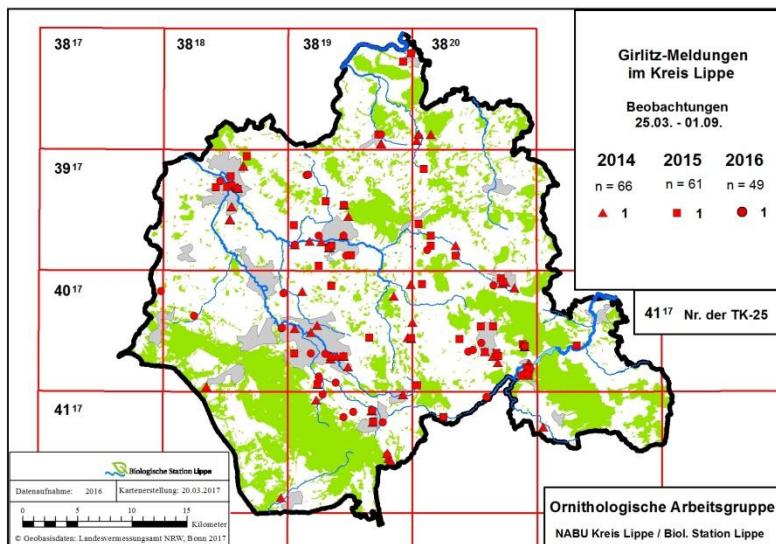 38 17
38 18
38 19
38 20
39 17
40 17
41 17
Girlitz-Meldungen
im Kreis Lippe
Beobachtungen
25.03. - 01.09.
2014 2015 2016
n = 66 n = 61 n = 49
1 1 1
41 17 Nr. der TK-25
Biologische Station Lippe
Datenaufnahme: 2016 Kartenerstellung: 20.03.2017
0 5 10 15
Kilometer
© Geobasisdaten: Landesvermessungsamt NRW, Bonn 2017
Ornithologische Arbeitsgruppe
NABU Kreis Lippe / Biol. Station Lippe